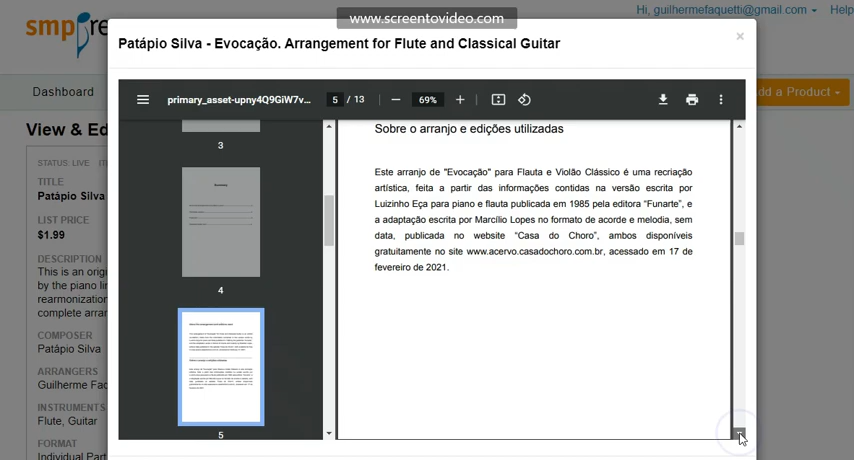 www.screentovideo.com
Hi, guilhermefaquetti@gmail.com
Help
smp
re
Patápio Silva - Evocação. Arrangement for Flute and Classical Guitar
×
Dashboard
dd a Product
primary_asset-upny4Q9GiW7v...
5 / 13
69%
View & Ed
STATUS: LIVE
TITLE
Patápio Silva
LIST PRICE
$1.99
DESCRIPTION
This is an origi
by the piano lin
rearmonization
complete arran
COMPOSER
Patápio Silva
ARRANGERS
Guilherme Faq
INSTRUMENTS
Flute, Guitar
FORMAT
Individual Part
3
4
5
Sobre o arranjo e edições utilizadas
Este arranjo de "Evocação” para Flauta e Violão Clássico é uma recriação
artística, feita a partir das informações contidas na versão escrita por
Luizinho Eça para piano e flauta publicada em 1985 pela editora “Funarte”, e
a adaptação escrita por Marcílio Lopes no formato de acorde e melodia, sem
data, publicada no website “Casa do Choro”, ambos disponíveis
gratuitamente no site www.acervo.casadochoro.com.br, acessado em 17 de
fevereiro de 2021.